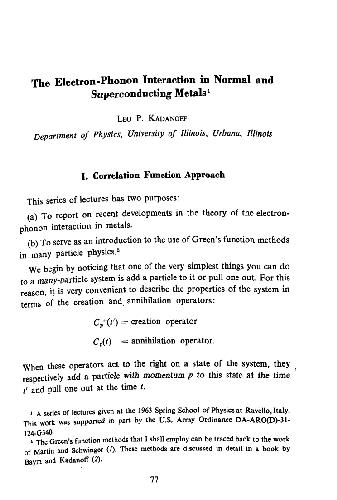 The Electron-Phonon Interaction in Normal and
Superconducting Metals¹
LEO P. KADANOFF
Department of Physics, University of Illinois, Urbana, Illinois
I. Correlation Function Approach
This series of lectures has two purposes:
(a) To report on recent developments in the theory of the electron-
phonon interaction in metals.
(b) To serve as an introduction to the use of Green's function methods
in many particle physics.²
We begin by noticing that one of the very simplest things you can do
to a many-particle system is add a particle to it or pull one out. For this
reason, it is very convenient to describe the properties of the system in
terms of the creation and annihilation operators:
Cₚ⁺(t') = creation operator
Cₚ(t) = annihilation operator.
When these operators act to the right on a state of the system, they
respectively add a particle with momentum p to this state at the time
t' and pull one out at the time t.
¹ A series of lectures given at the 1963 Spring School of Physics at Ravello, Italy.
This work was supported in part by the U.S. Army Ordinance DA-ARO(D)-31-
124-G340
² The Green's function methods that I shall employ can be traced back to the work
of Martin and Schwinger (1). These methods are discussed in detail in a book by
Baym and Kadanoff (2).
77